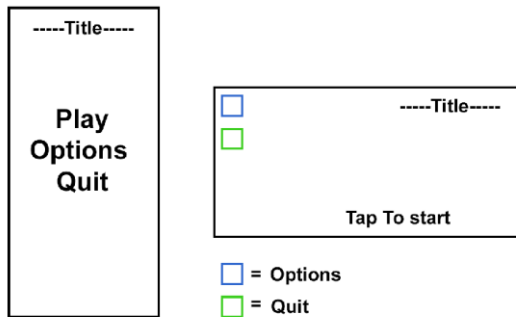 -----Title-----
Play
Options
Quit
-----Title-----
Tap To start
= Options
= Quit